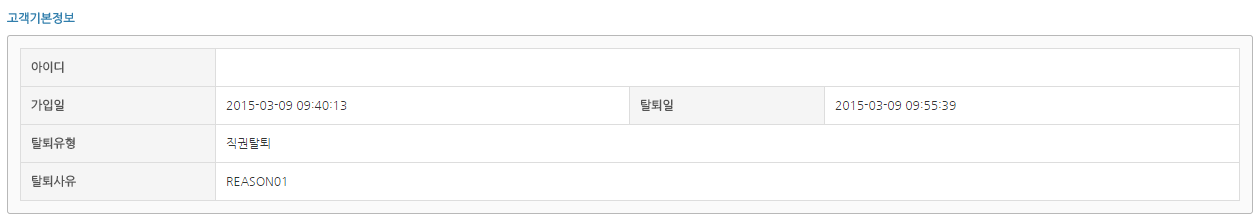 고객기본정보
아이디
가입일 2015-03-09 09:40:13 탈퇴일 2015-03-09 09:55:39
탈퇴유형 직권탈퇴
탈퇴사유 REASON01